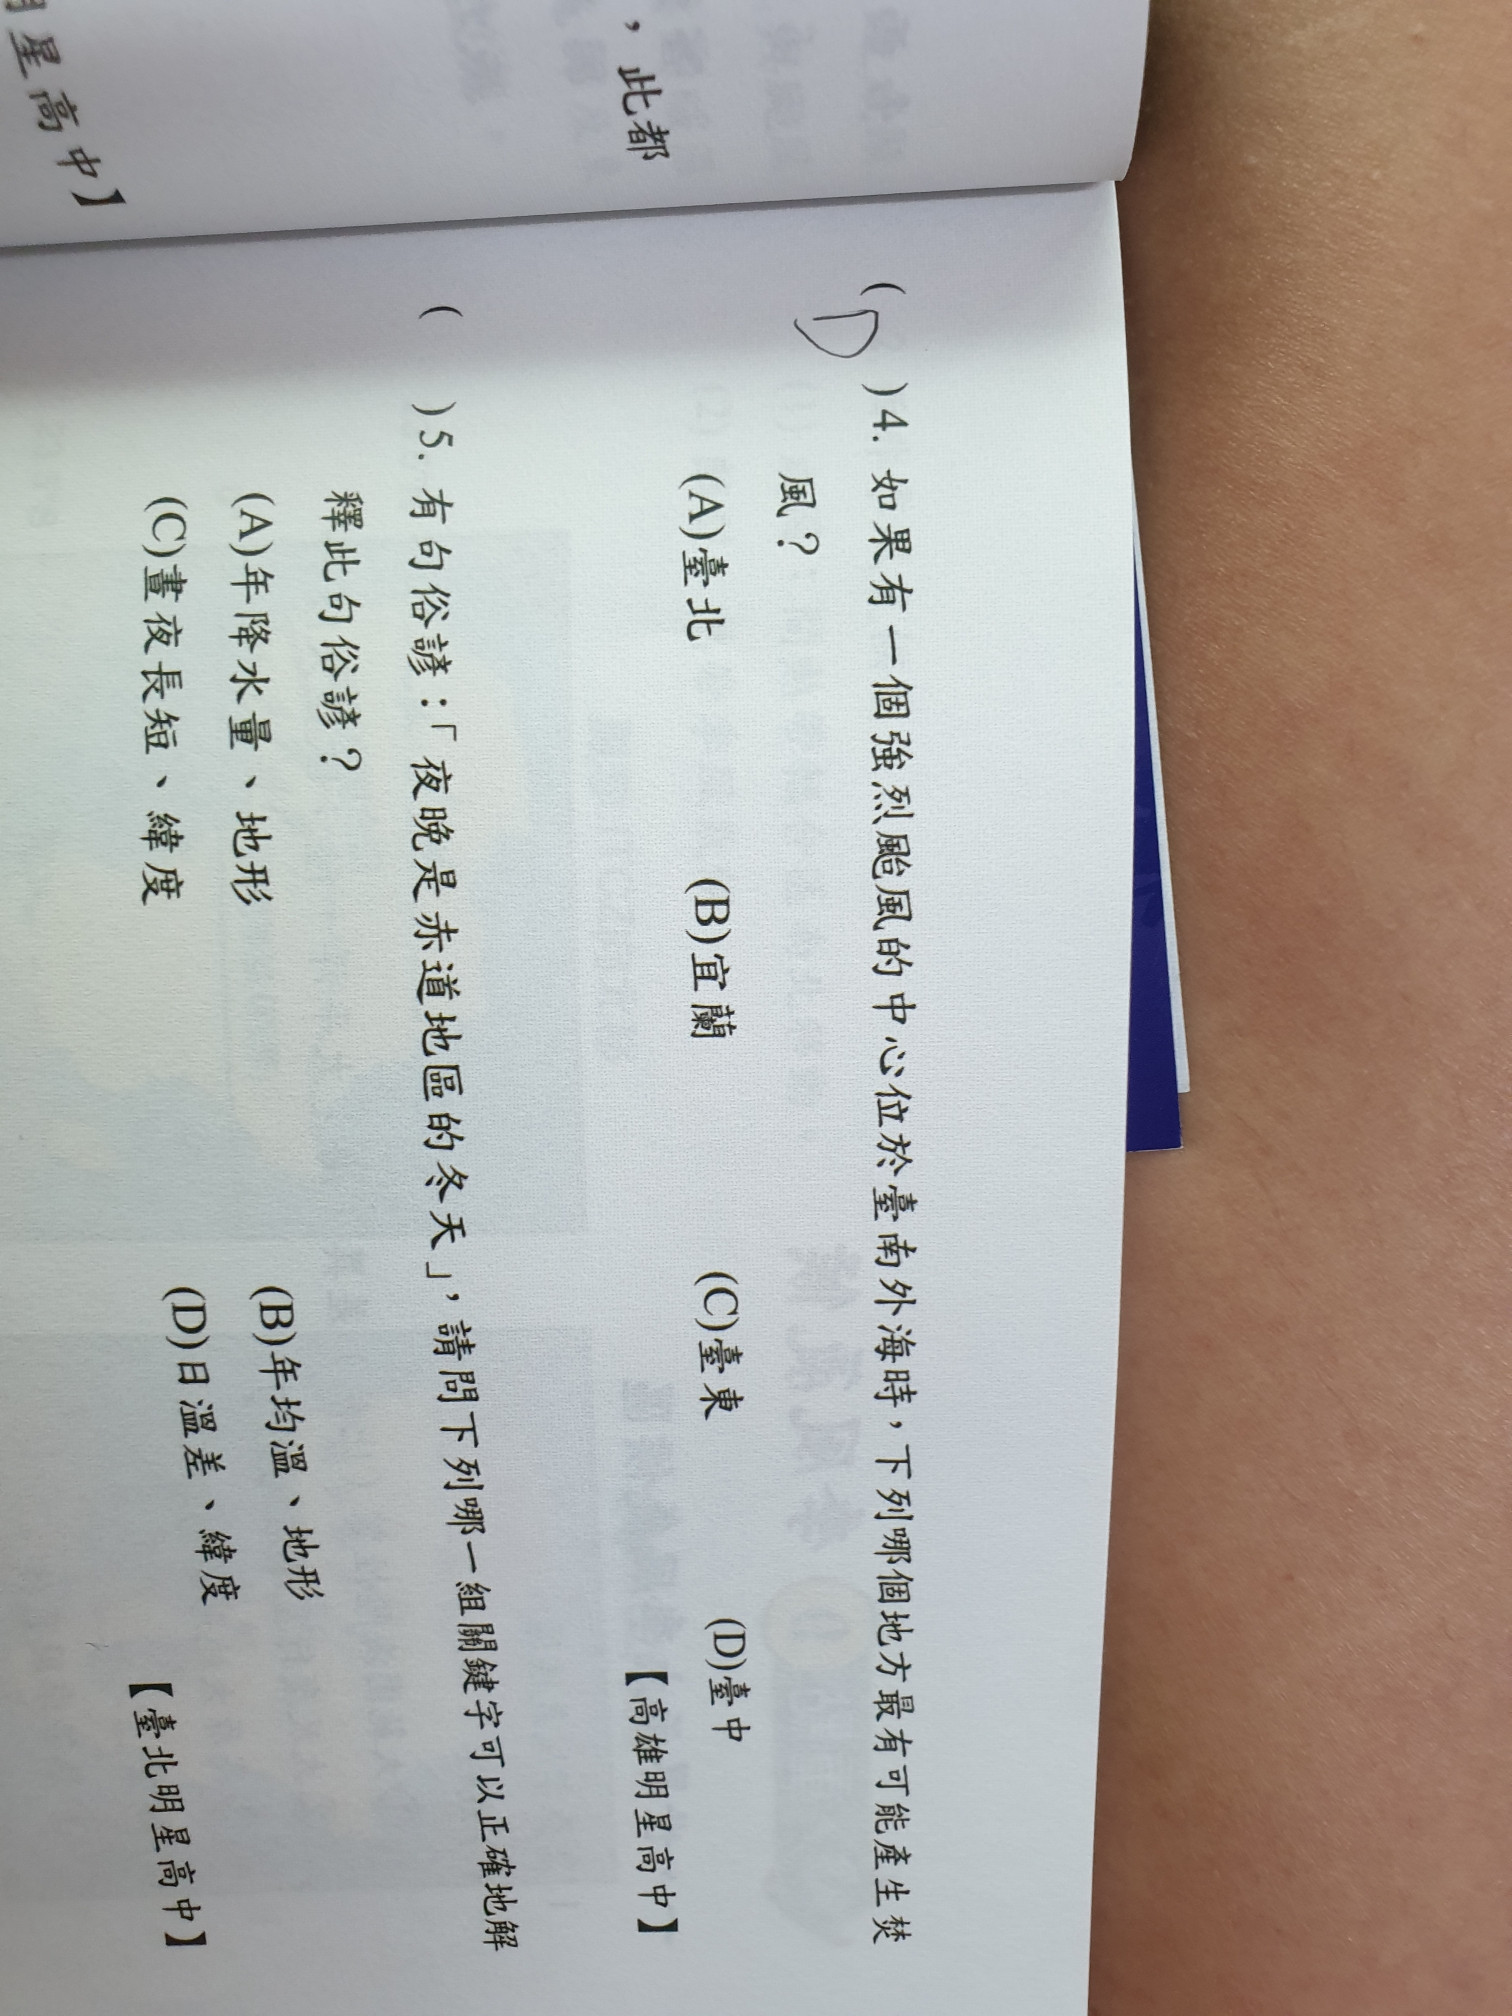 ，此都
明星高中】
( D )4. 如果有一個強烈颱風的中心位於臺南外海時，下列哪個地方最有可能產生焚
風？
(A)臺北 (B)宜蘭 (C)臺東 (D)臺中
【高雄明星高中】
( )5. 有句俗諺：「夜晚是赤道地區的冬天」，請問下列哪一組關鍵字可以正確地解
釋此句俗諺？
(A)年降水量、地形 (B)年均溫、地形
(C)晝夜長短、緯度 (D)日溫差、緯度
【臺北明星高中】